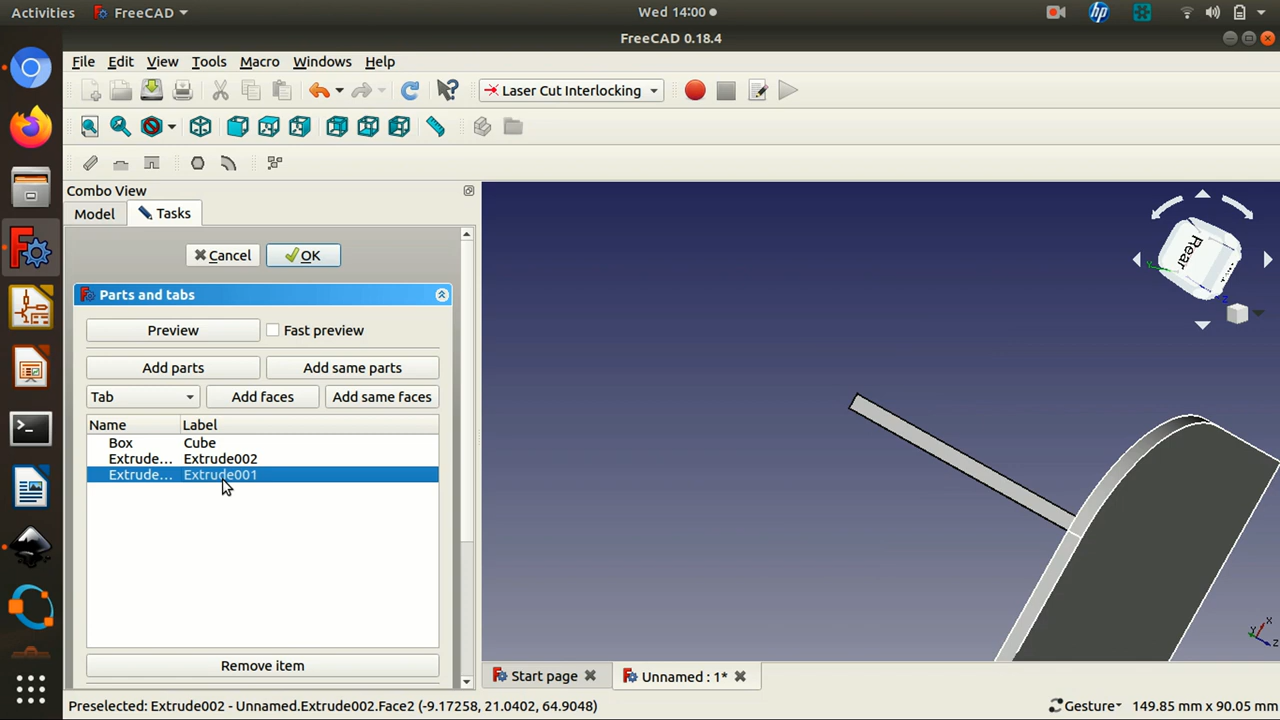 Activities FreeCAD Wed 14:00
FreeCAD 0.18.4
File Edit View Tools Macro Windows Help
Laser Cut Interlocking
Combo View
Model Tasks
Cancel OK
Parts and tabs
Preview Fast preview
Add parts Add same parts
Tab Add faces Add same faces
Name Label
Box Cube
Extrude... Extrude002
Extrude... Extrude001
Remove item
Rear
Y
Z
X
Z
Start page Unnamed : 1*
Preselected: Extrude002 - Unnamed.Extrude002.Face2 (-9.17258, 21.0402, 64.9048) Gesture 149.85 mm x 90.05 mm